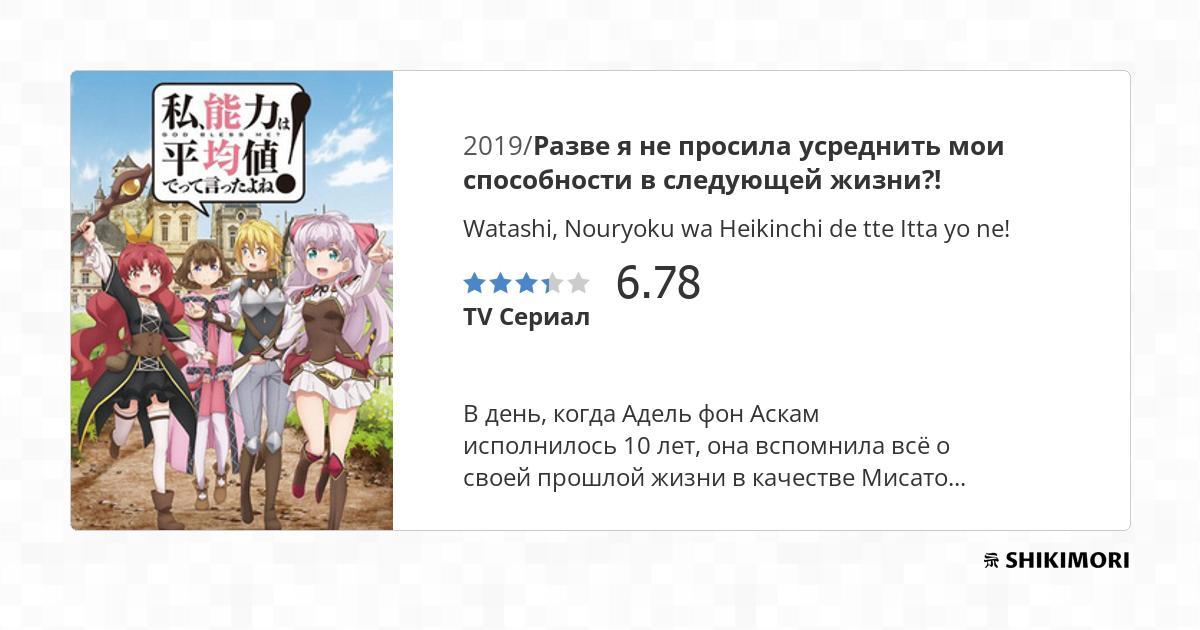 私、能力は
GOD BLESS ME?
平均値
でって言ったよね!
2019/Разве я не просила усреднить мои
способности в следующей жизни?!
Watashi, Nouryoku wa Heikinchi de tte Itta yo ne!
6.78
TV Сериал
В день, когда Адель фон Аскам
исполнилось 10 лет, она вспомнила всё о
своей прошлой жизни в качестве Мисато...
SHIKIMORI